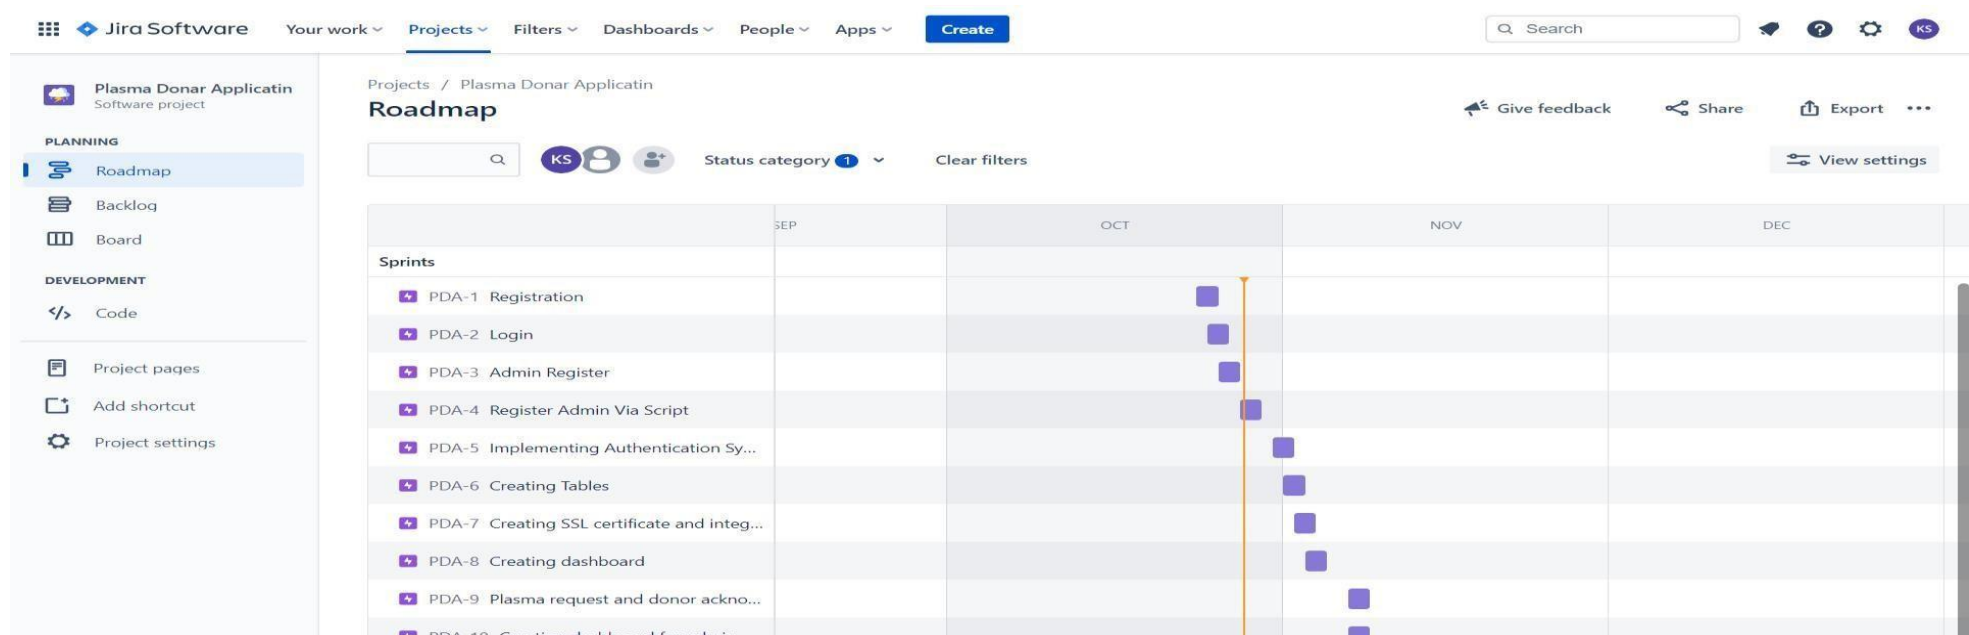 Jira Software Your work Projects Filters Dashboards People Apps Create Search KS
Plasma Donar Applicatin
Software project
PLANNING
Roadmap
Backlog
Board
DEVELOPMENT
Code
Project pages
Add shortcut
Project settings
Projects / Plasma Donar Applicatin
Roadmap
Give feedback Share Export
KS Status category 1 Clear filters View settings
SEP OCT NOV DEC
Sprints
PDA-1 Registration
PDA-2 Login
PDA-3 Admin Register
PDA-4 Register Admin Via Script
PDA-5 Implementing Authentication Sy...
PDA-6 Creating Tables
PDA-7 Creating SSL certificate and integ...
PDA-8 Creating dashboard
PDA-9 Plasma request and donor ackno...